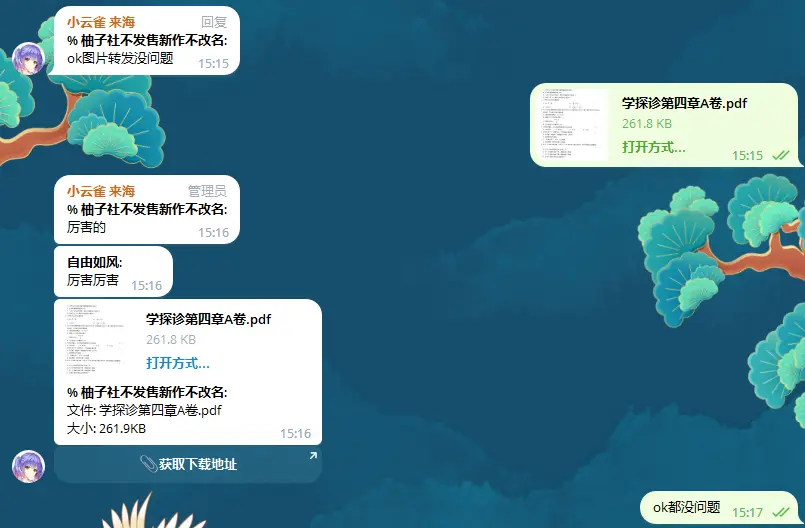 小云雀 来海 回复
% 柚子社不发售新作不改名:
ok图片转发没问题 15:15
学探诊第四章A卷.pdf
261.8 KB
打开方式...
15:15
小云雀 来海 管理员
% 柚子社不发售新作不改名:
厉害的 15:16
自由如风:
厉害厉害 15:16
学探诊第四章A卷.pdf
261.8 KB
打开方式...
% 柚子社不发售新作不改名:
文件: 学探诊第四章A卷.pdf
大小: 261.9KB 15:16
获取下载地址
ok都没问题 15:17